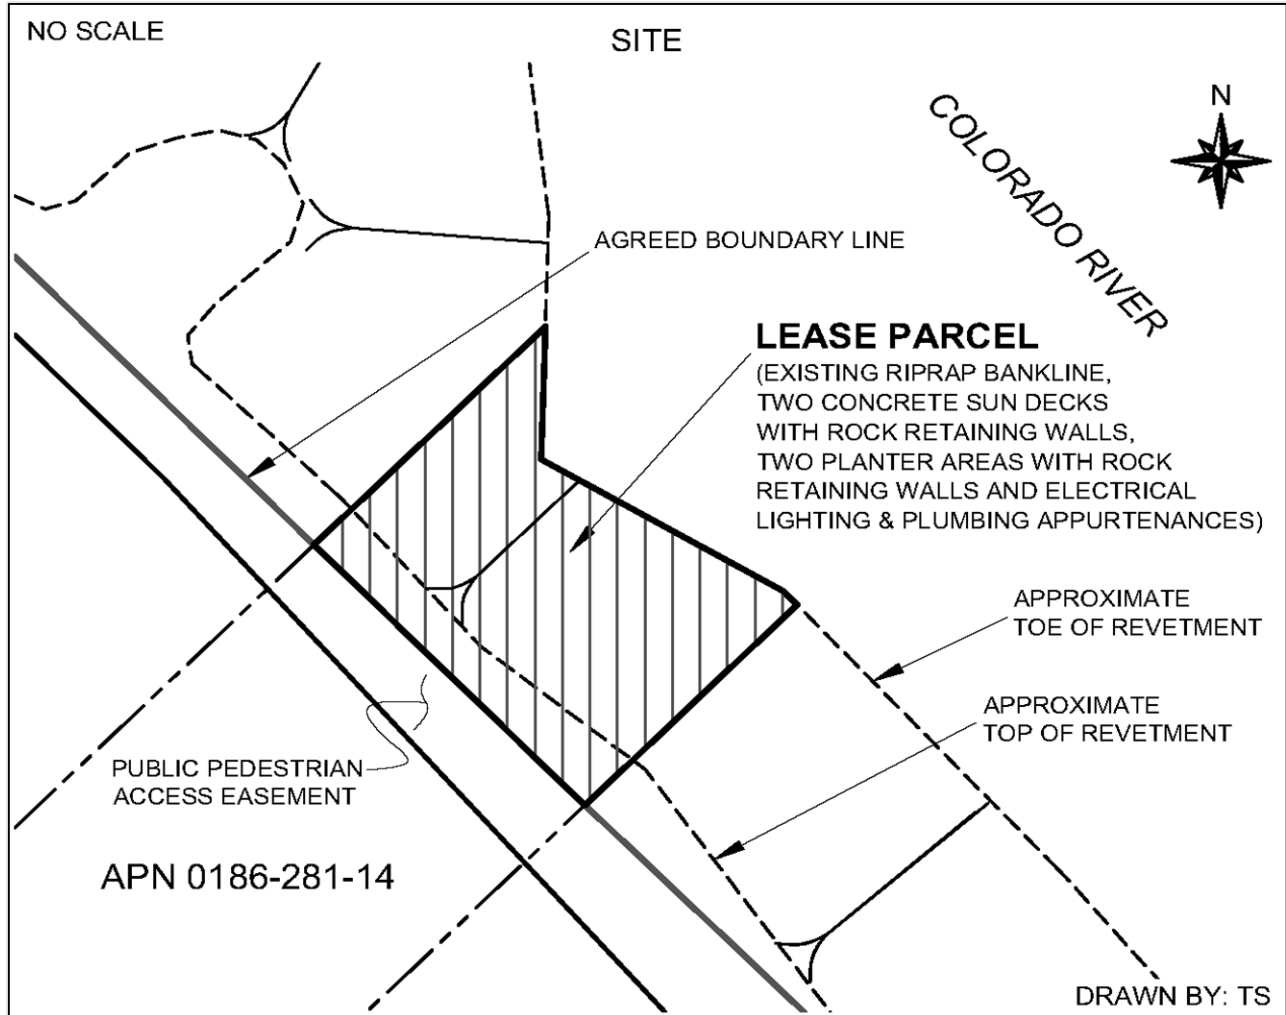 NO SCALE
SITE
N
COLORADO RIVER
AGREED BOUNDARY LINE
LEASE PARCEL
(EXISTING RIPRAP BANKLINE,
TWO CONCRETE SUN DECKS
WITH ROCK RETAINING WALLS,
TWO PLANTER AREAS WITH ROCK
RETAINING WALLS AND ELECTRICAL
LIGHTING & PLUMBING APPURTENANCES)
APPROXIMATE
TOE OF REVETMENT
APPROXIMATE
TOP OF REVETMENT
PUBLIC PEDESTRIAN
ACCESS EASEMENT
APN 0186-281-14
DRAWN BY: TS